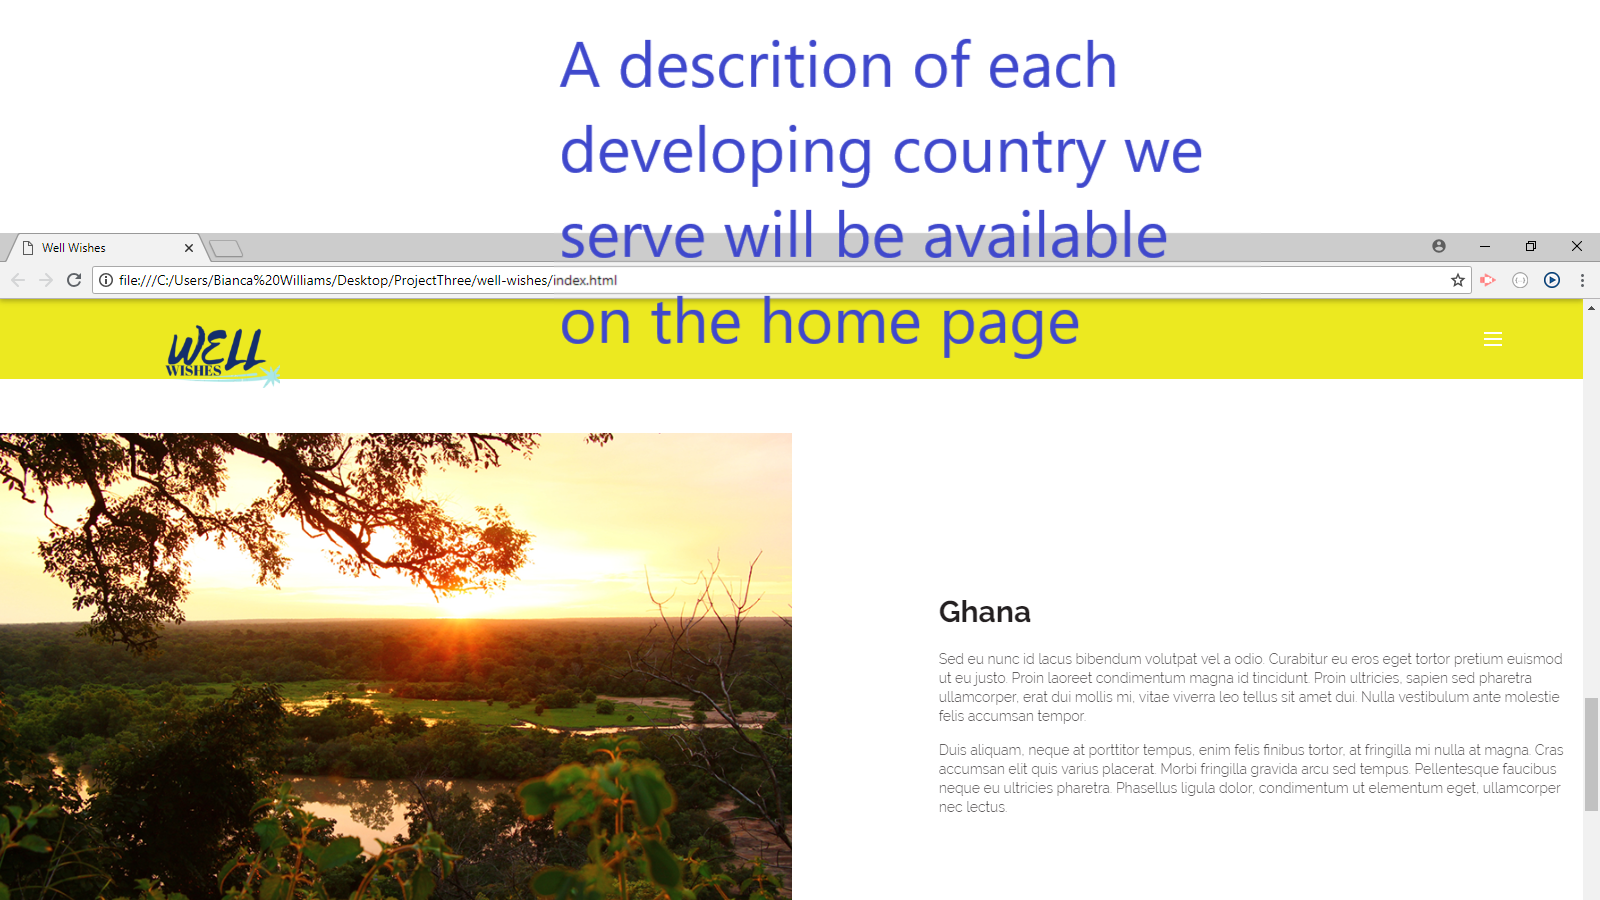 A descrition of each
developing country we
serve will be available
on the home page
Well Wishes
file:///C:/Users/Bianca%20Williams/Desktop/ProjectThree/well-wishes/index.html
WELL
WISHES
Ghana
Sed eu nunc id lacus bibendum volutpat vel a odio. Curabitur eu eros eget tortor pretium euismod
ut eu justo. Proin laoreet condimentum magna id tincidunt. Proin ultricies, sapien sed pharetra
ullamcorper, erat dui mollis mi, vitae viverra leo tellus sit amet dui. Nulla vestibulum ante molestie
felis accumsan tempor.
Duis aliquam, neque at porttitor tempus, enim felis finibus tortor, at fringilla mi nulla at magna. Cras
accumsan elit quis varius placerat. Morbi fringilla gravida arcu sed tempus. Pellentesque faucibus
neque eu ultricies pharetra. Phasellus ligula dolor, condimentum ut elementum eget, ullamcorper
nec lectus.